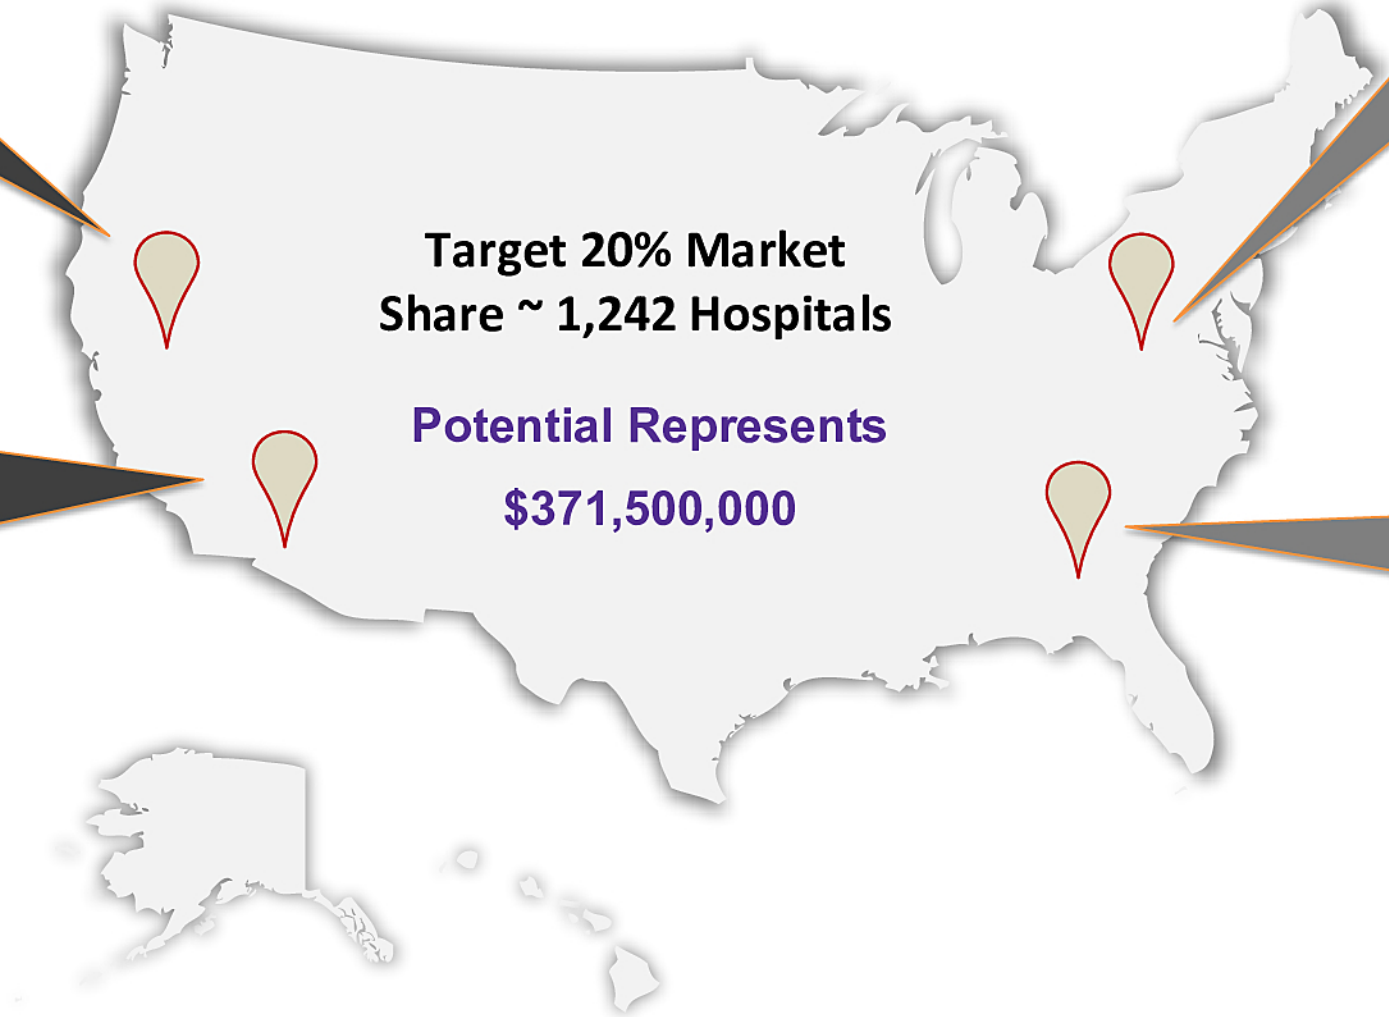 Target 20% Market
Share ~ 1,242 Hospitals
Potential Represents
$371,500,000